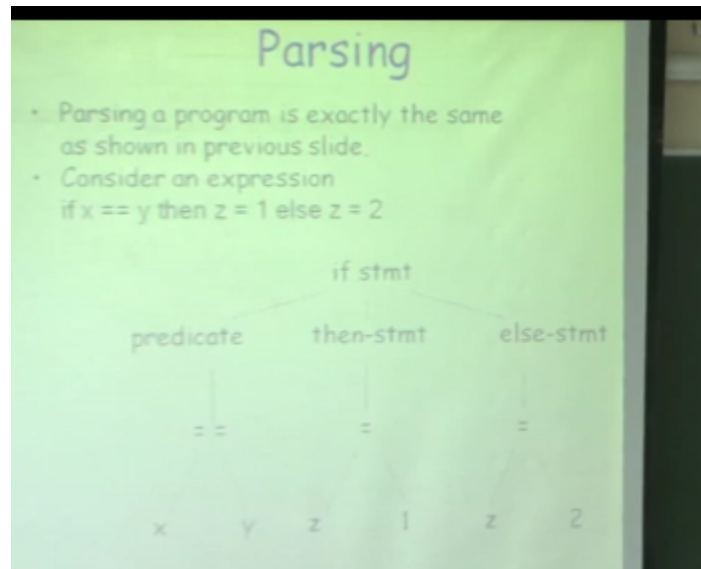 Parsing
• Parsing a program is exactly the same
as shown in previous slide.
• Consider an expression
if x == y then z = 1 else z = 2
if stmt
predicate then-stmt else-stmt
= = = =
x y z 1 z 2